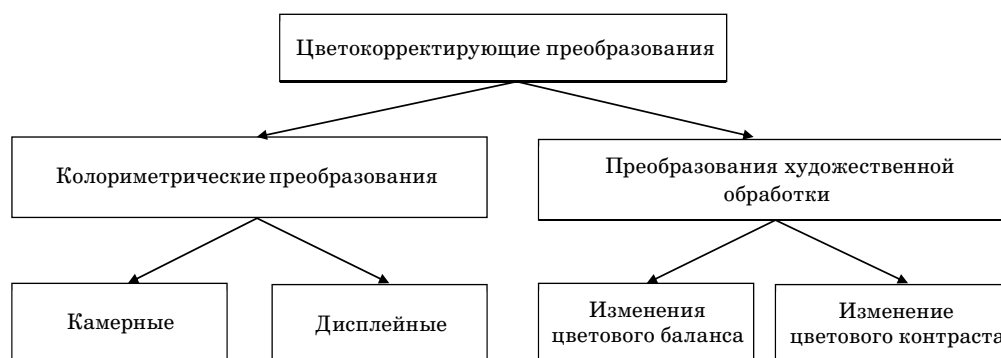 Цветокорректирующие преобразования
Колориметрические преобразования
Преобразования художественной
обработки
Камерные
Дисплейные
Изменения
цветового баланса
Изменение
цветового контраста